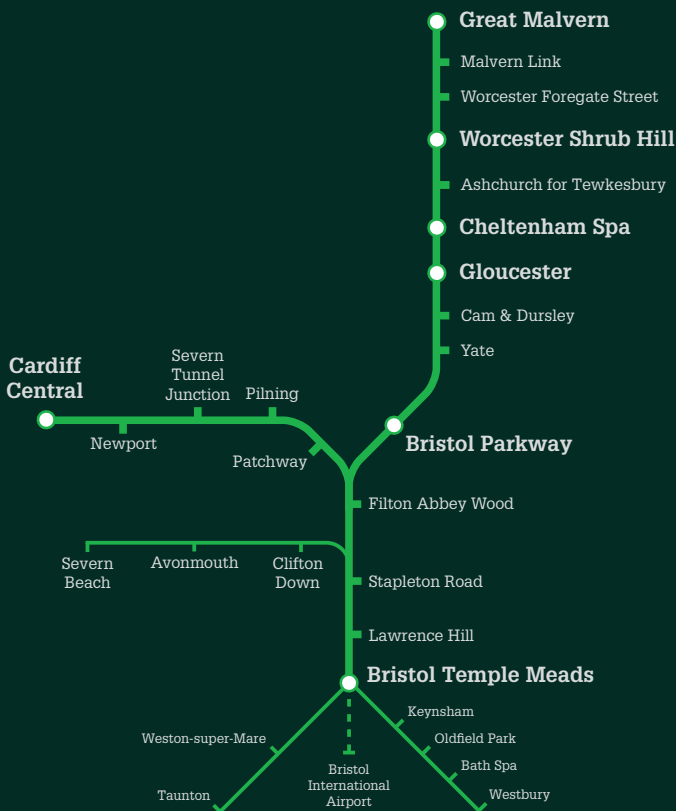 Great Malvern
Malvern Link
Worcester Foregate Street
Worcester Shrub Hill
Ashchurch for Tewkesbury
Cheltenham Spa
Gloucester
Cam & Dursley
Yate
Cardiff
Central
Severn
Tunnel
Junction
Pilning
Newport
Patchway
Bristol Parkway
Filton Abbey Wood
Severn
Beach
Avonmouth
Clifton
Down
Stapleton Road
Lawrence Hill
Bristol Temple Meads
Keynsham
Weston-super-Mare
Oldfield Park
Bristol
International
Airport
Bath Spa
Taunton
Westbury